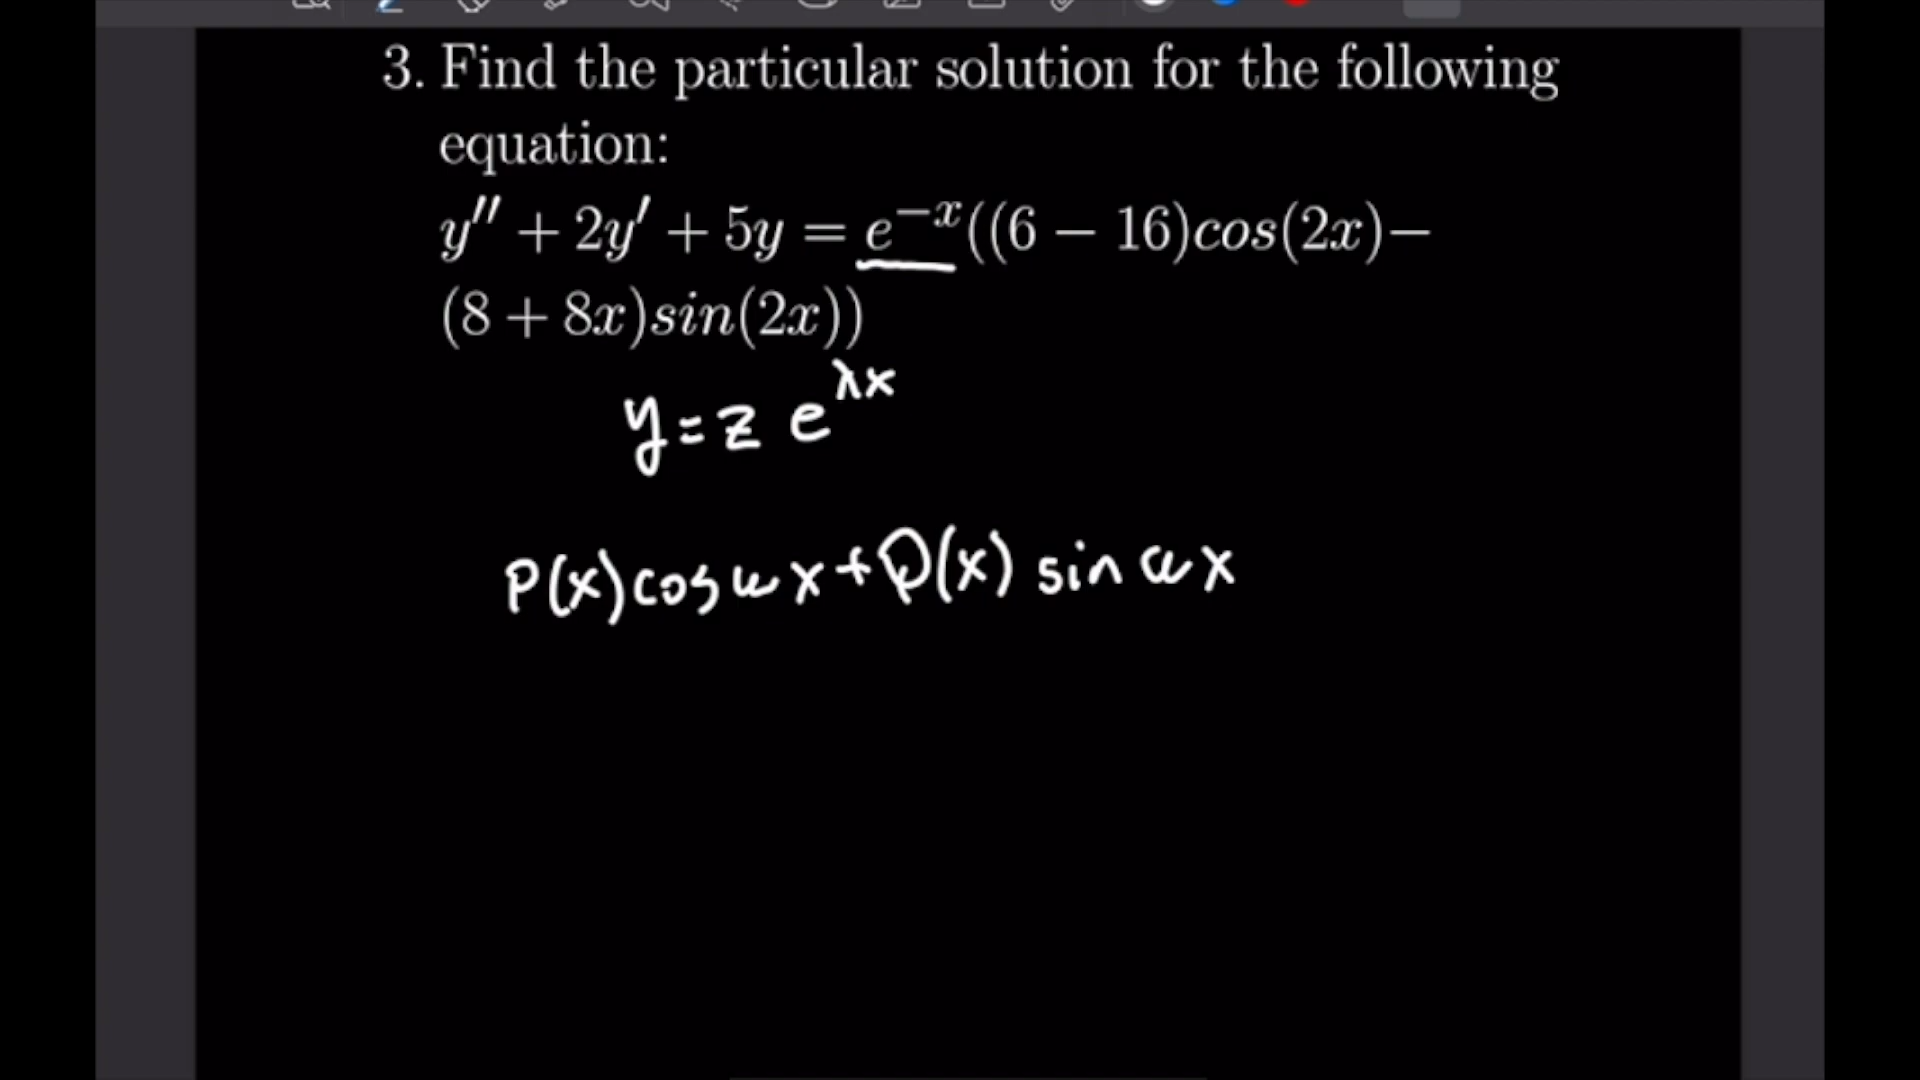 3. Find the particular solution for the following
equation:
y'' + 2y' + 5y = e^{-x}((6 − 16)cos(2x)−
(8 + 8x)sin(2x))
y = z e^{λx}
P(x) cos ωx + Q(x) sin ωx